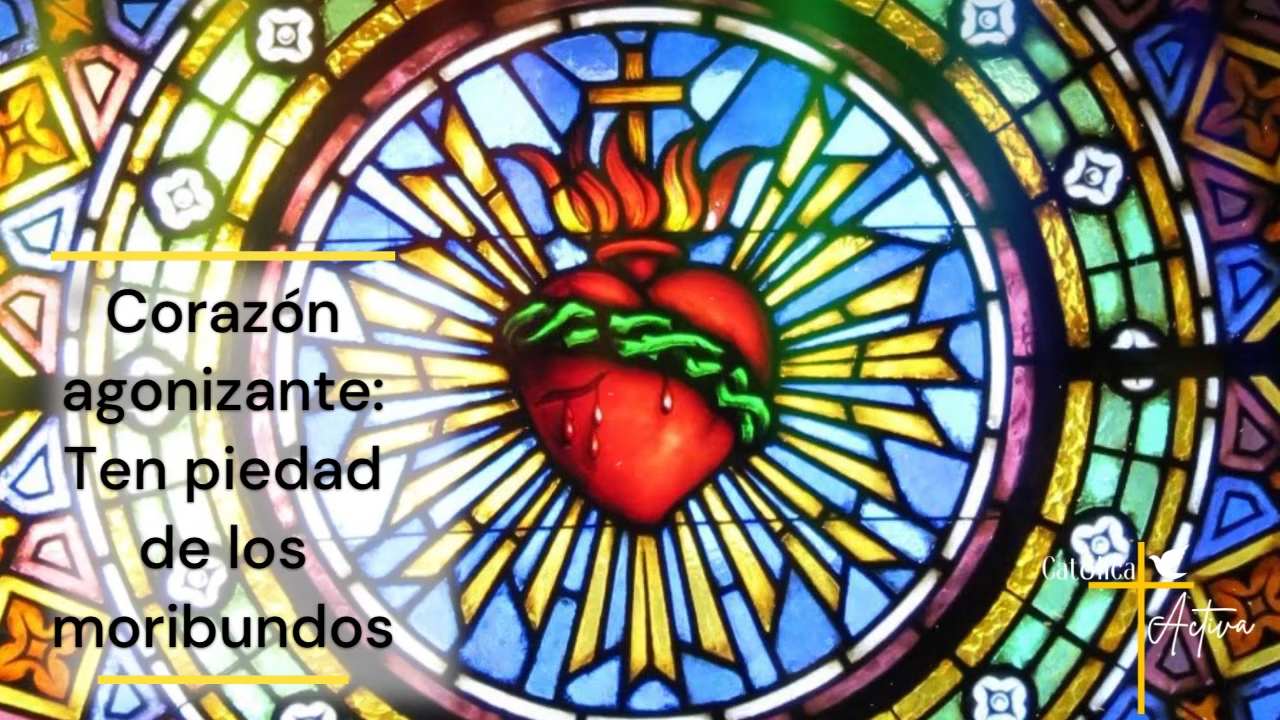 Corazón
agonizante:
Ten piedad
de los
moribundos
Católica
Activa